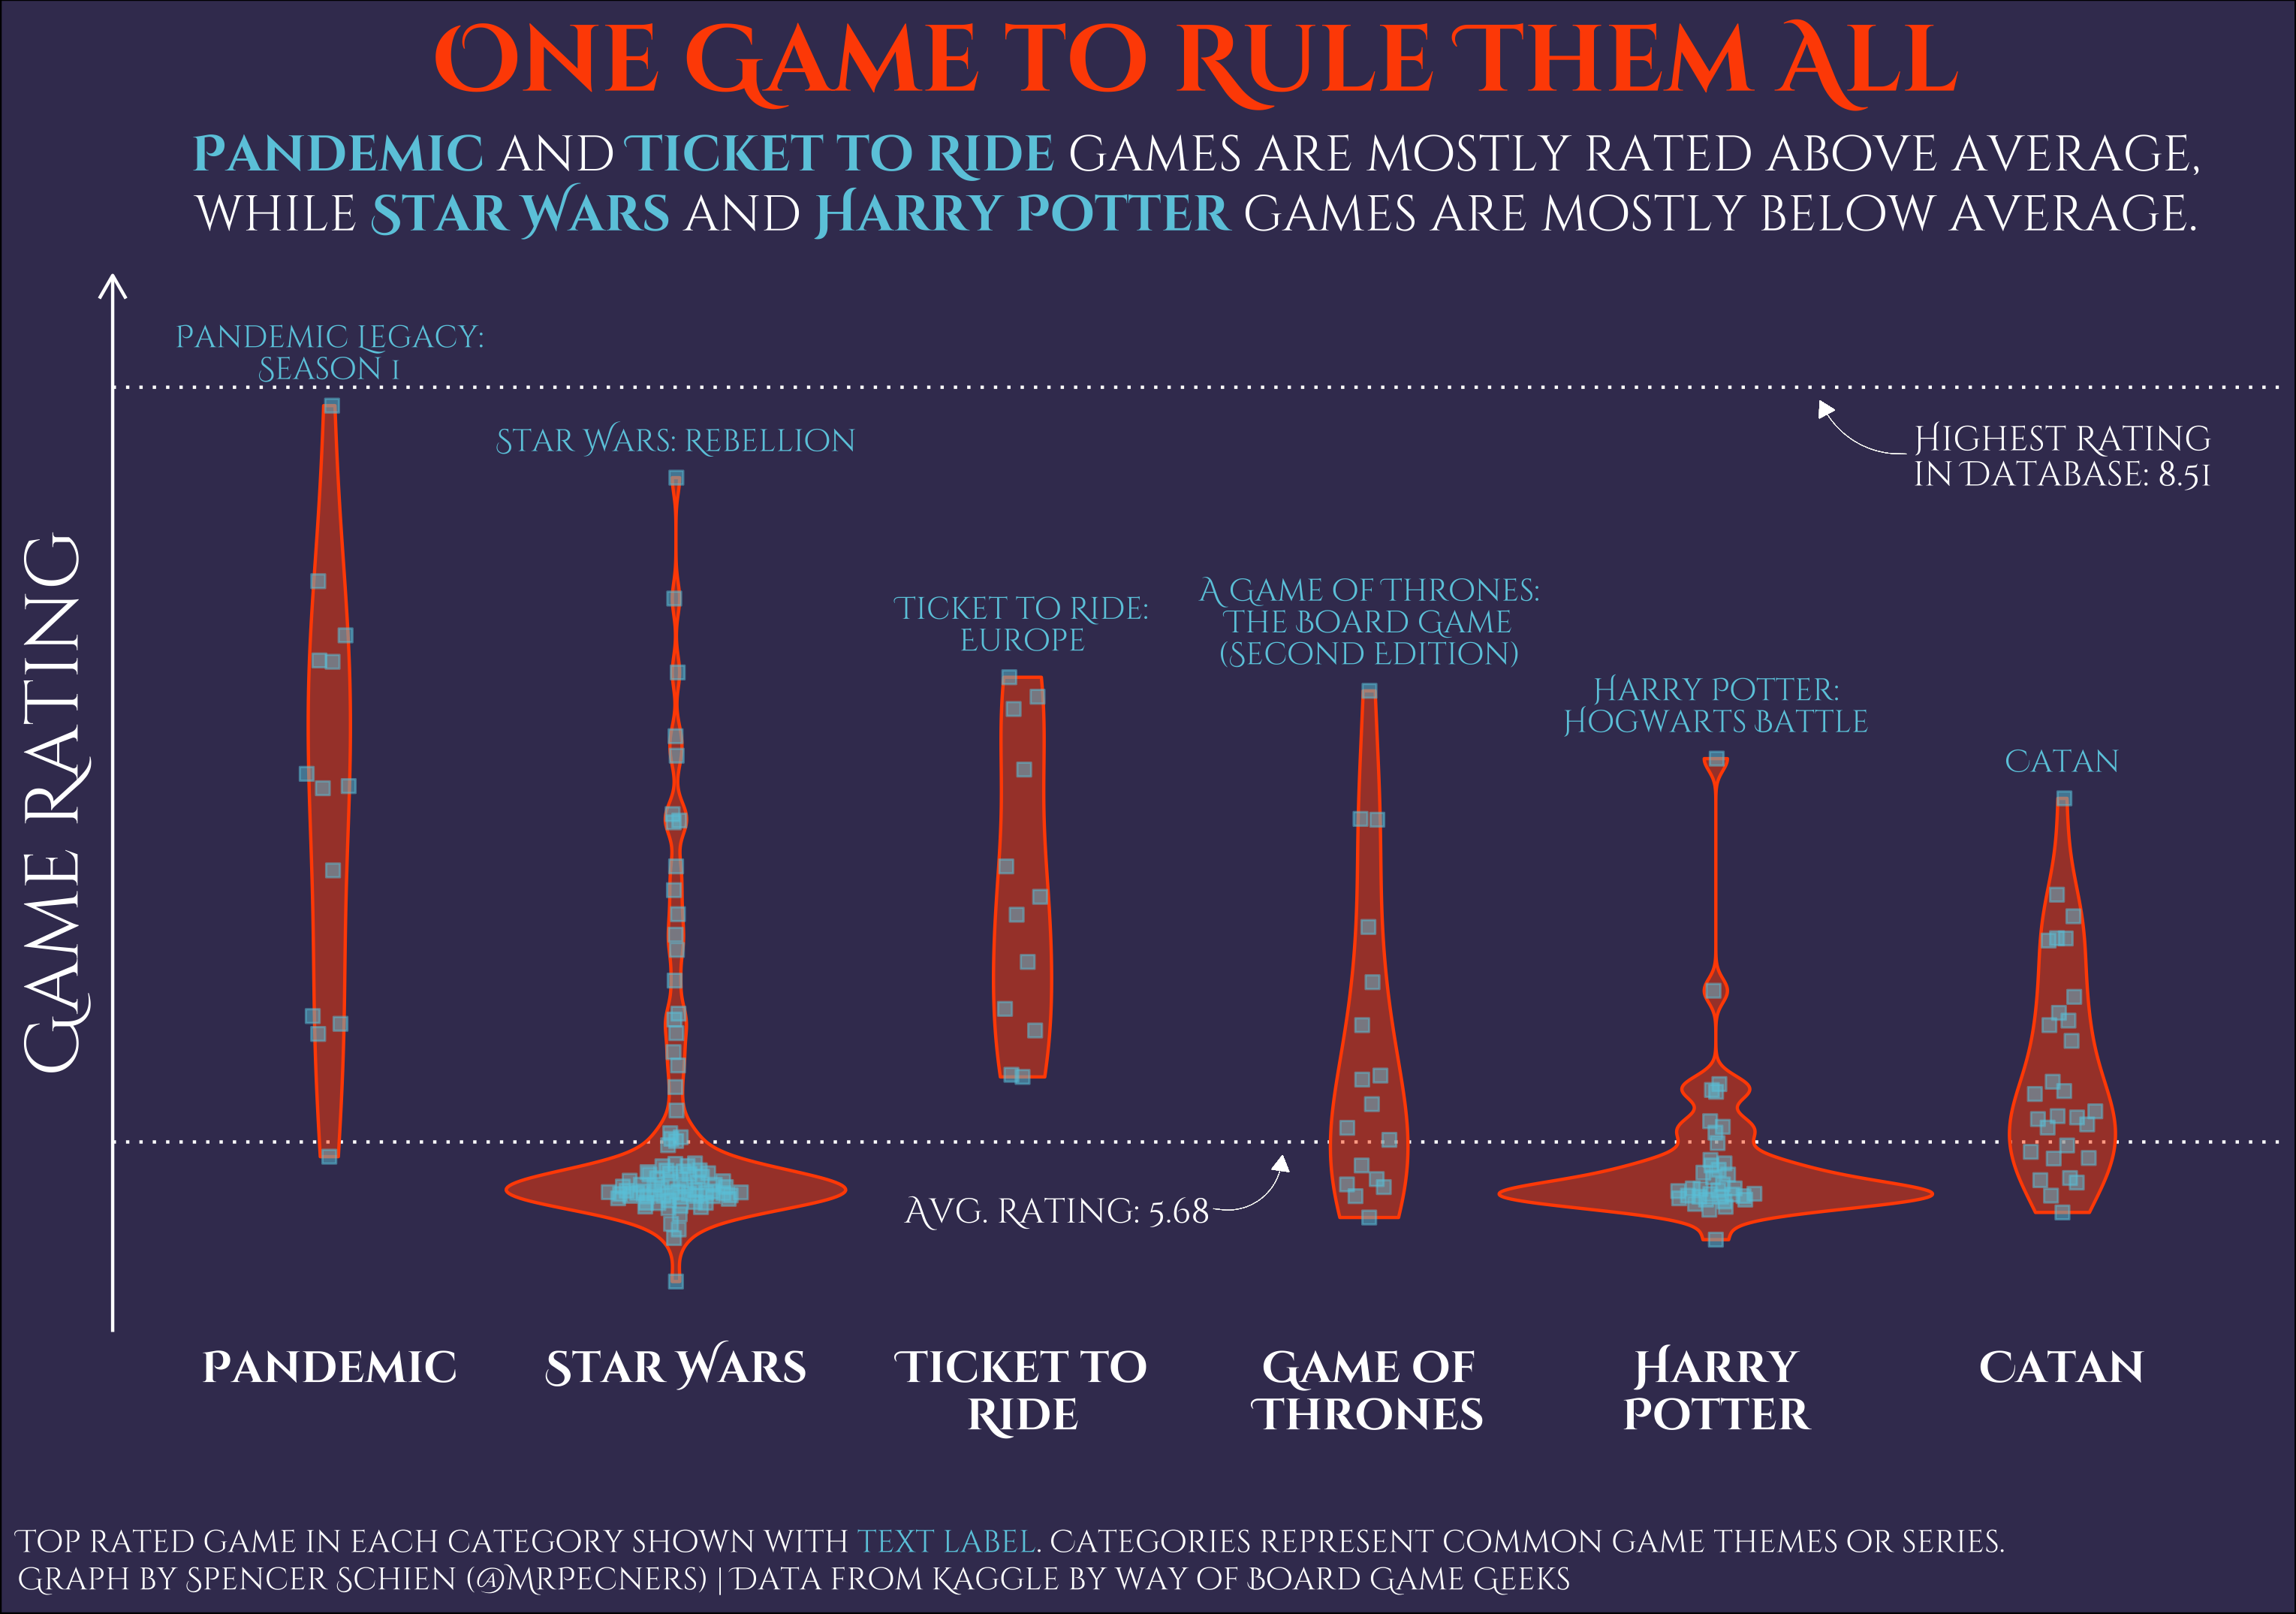 One Game to Rule Them All
Pandemic and Ticket to Ride games are mostly rated above average,
while Star Wars and Harry Potter games are mostly below average.
Pandemic Legacy:
Season 1
Star Wars: Rebellion
Highest Rating
in Database: 8.51
Ticket to Ride:
Europe
A Game of Thrones:
The Board Game
(Second Edition)
Harry Potter:
Hogwarts Battle
Catan
Game Rating
Avg. Rating: 5.68
Pandemic
Star Wars
Ticket to
Ride
Game of
Thrones
Harry
Potter
Catan
Top rated game in each category shown with text label. Categories represent common game themes or series.
Graph by Spencer Schien (@MrPecners) | Data from Kaggle by way of Board Game Geeks